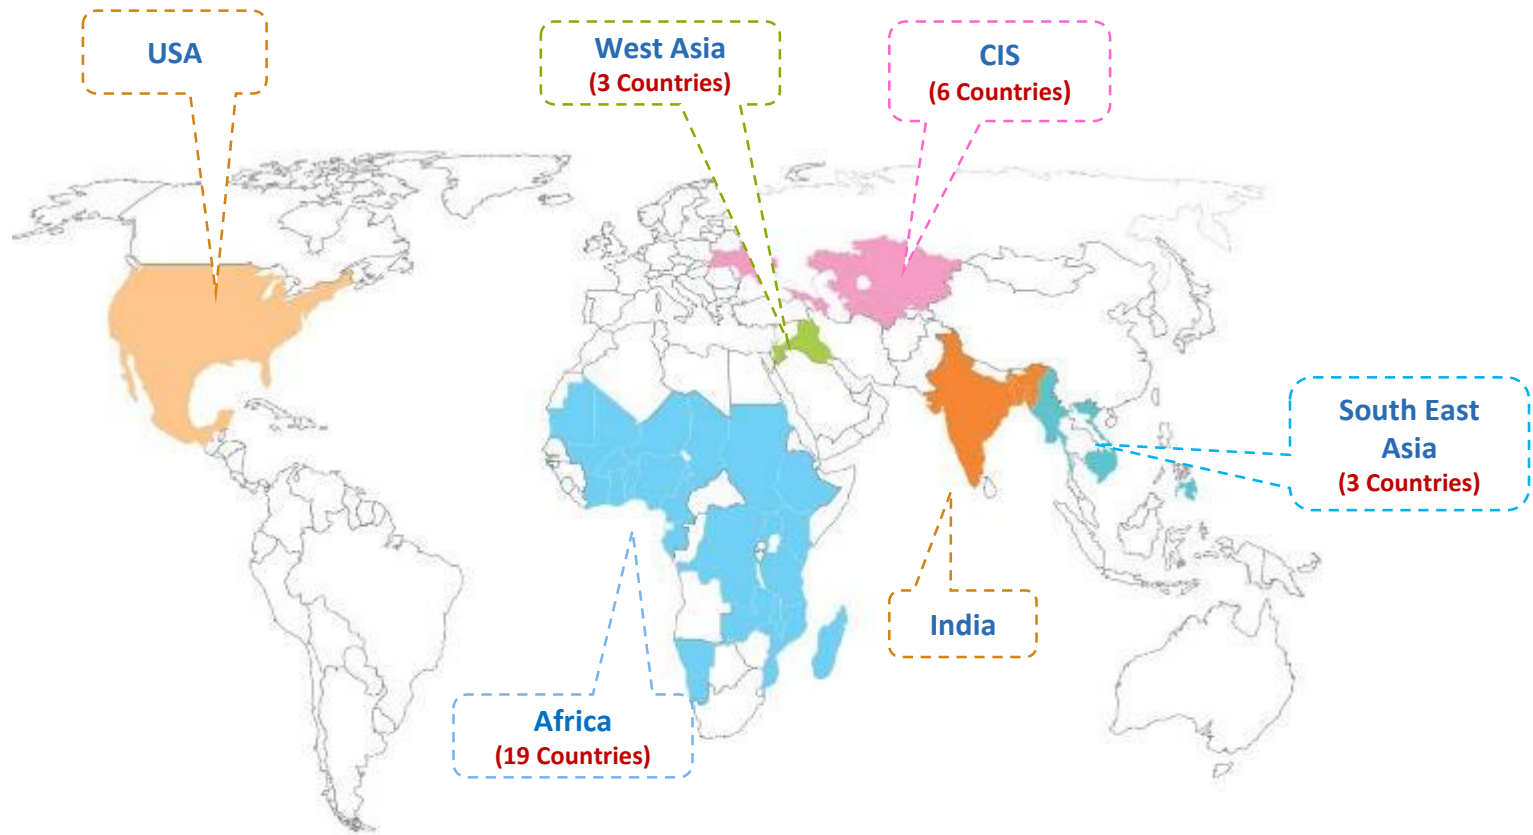 USA
West Asia
(3 Countries)
CIS
(6 Countries)
South East
Asia
(3 Countries)
India
Africa
(19 Countries)